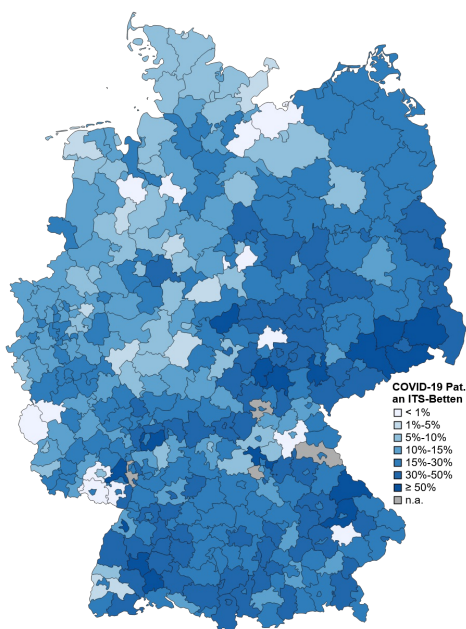 COVID-19 Pat.
an ITS-Betten
< 1%
1%-5%
5%-10%
10%-15%
15%-30%
30%-50%
≥ 50%
n.a.